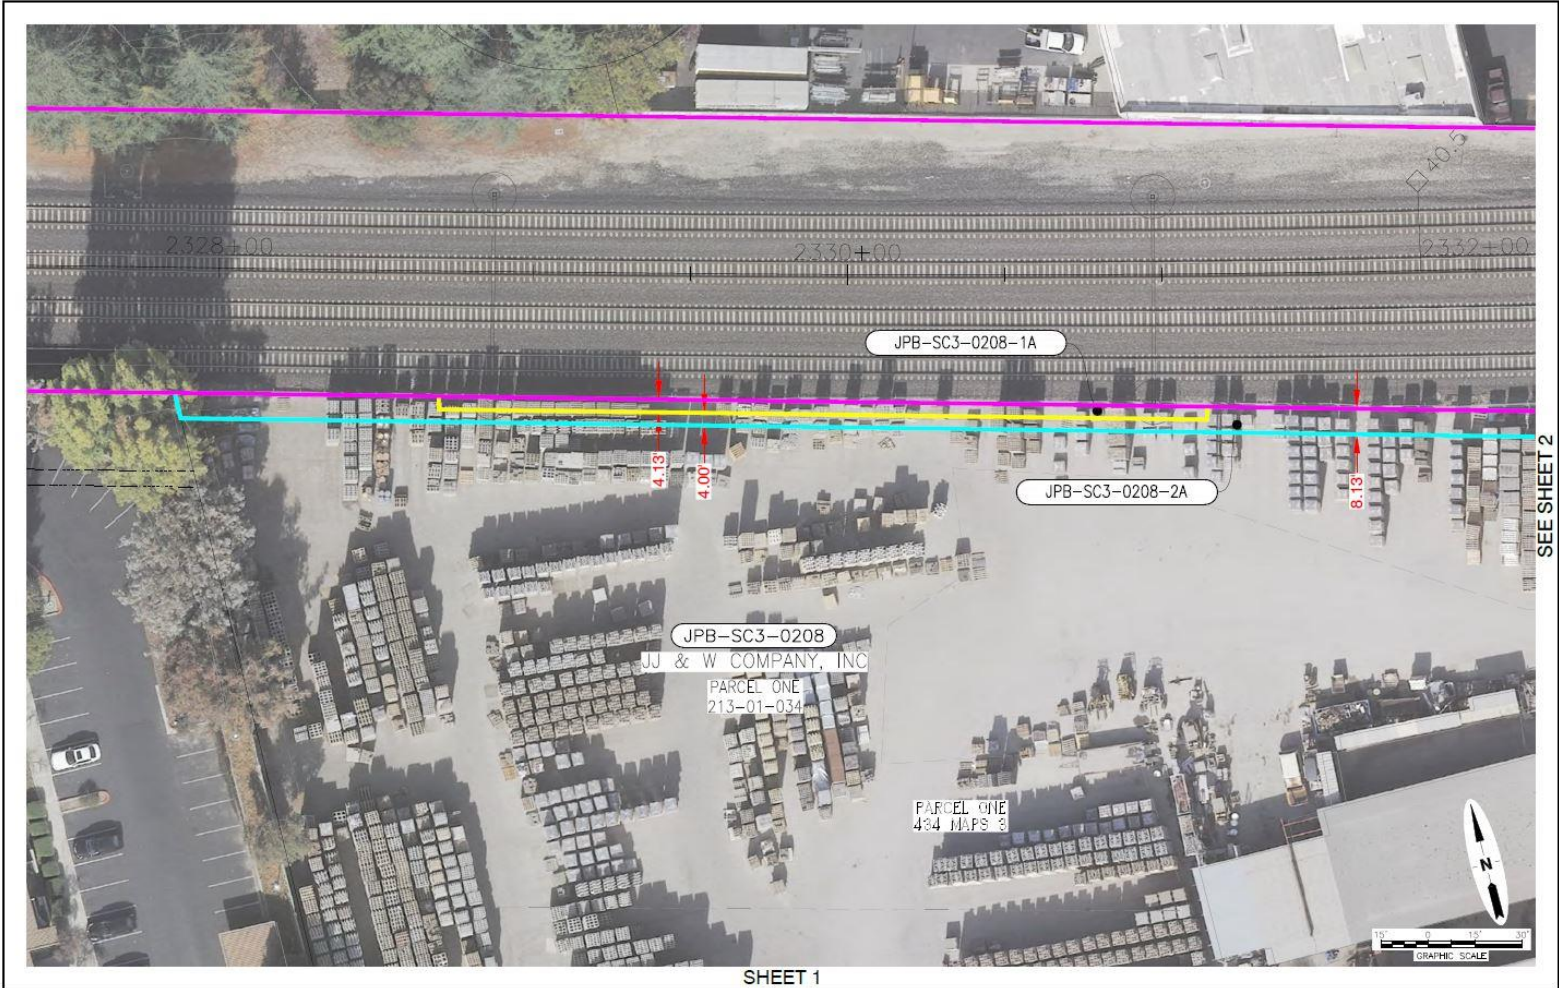 40.5
2328+00
2330+00
2332+00
JPB-SC3-0208-1A
4.13'
4.00'
JPB-SC3-0208-2A
8.13'
SEE SHEET 2
JPB-SC3-0208
JJ & W COMPANY, INC
PARCEL ONE
213-01-034
PARCEL ONE
434 MAPS 3
N
15' 0 15' 30'
GRAPHIC SCALE
SHEET 1